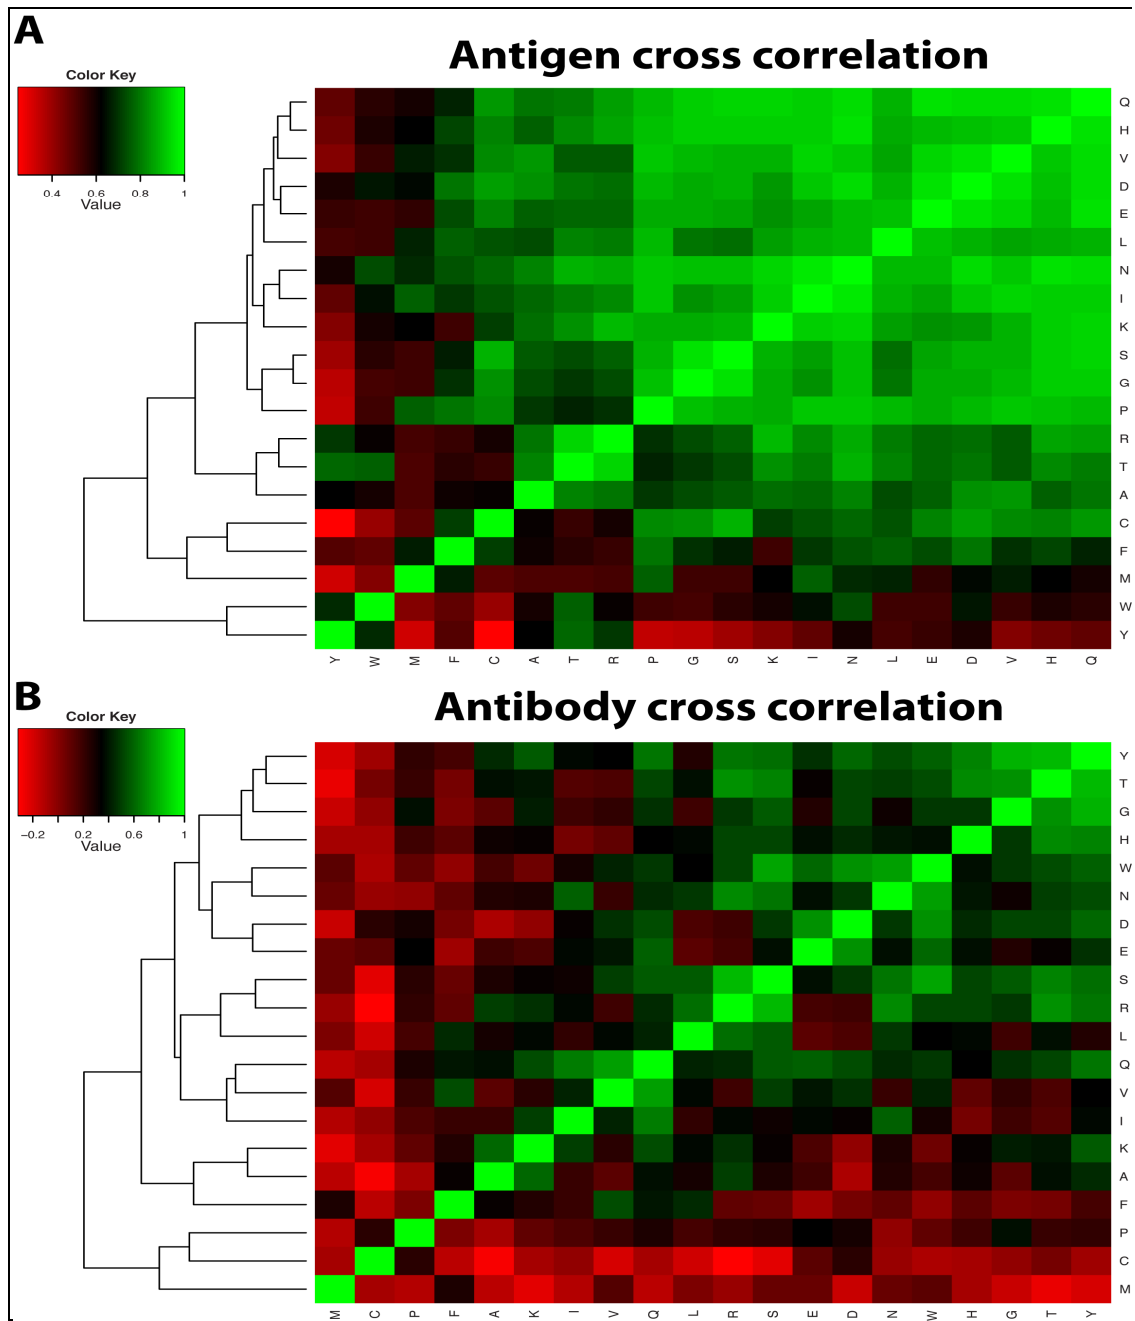 A
Antigen cross correlation
Color Key
0.4 0.6 0.8 1
Value
Q
H
V
D
E
L
N
I
K
S
G
P
R
T
A
C
F
M
W
Y
Y W M F C A T R P G S K I N L E D V H Q
B
Antibody cross correlation
Color Key
−0.2 0.2 0.6 1
Value
Y
T
G
H
W
N
D
E
S
R
L
Q
V
I
K
A
F
P
C
M
M C P F A K I V Q L R S E D N W H G T Y